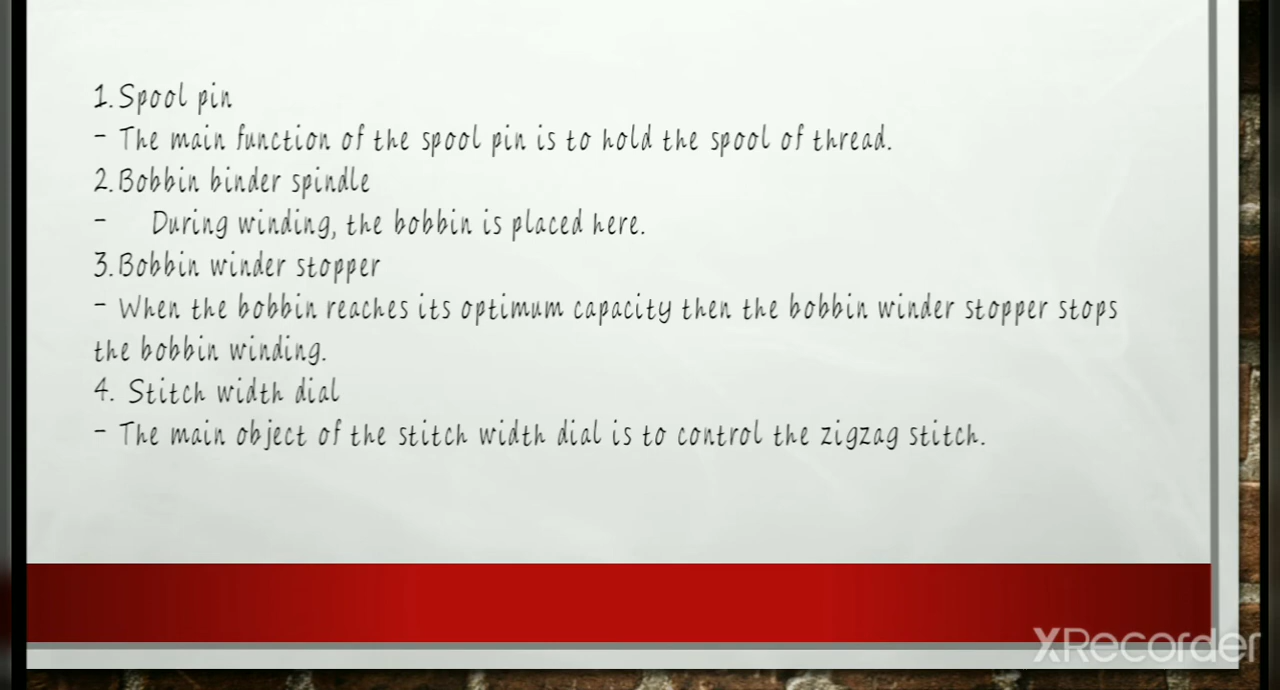 1. Spool pin
- The main function of the spool pin is to hold the spool of thread.
2. Bobbin binder spindle
- During winding, the bobbin is placed here.
3. Bobbin winder stopper
- When the bobbin reaches its optimum capacity then the bobbin winder stopper stops
the bobbin winding.
4. Stitch width dial
- The main object of the stitch width dial is to control the zigzag stitch.
XRecorder